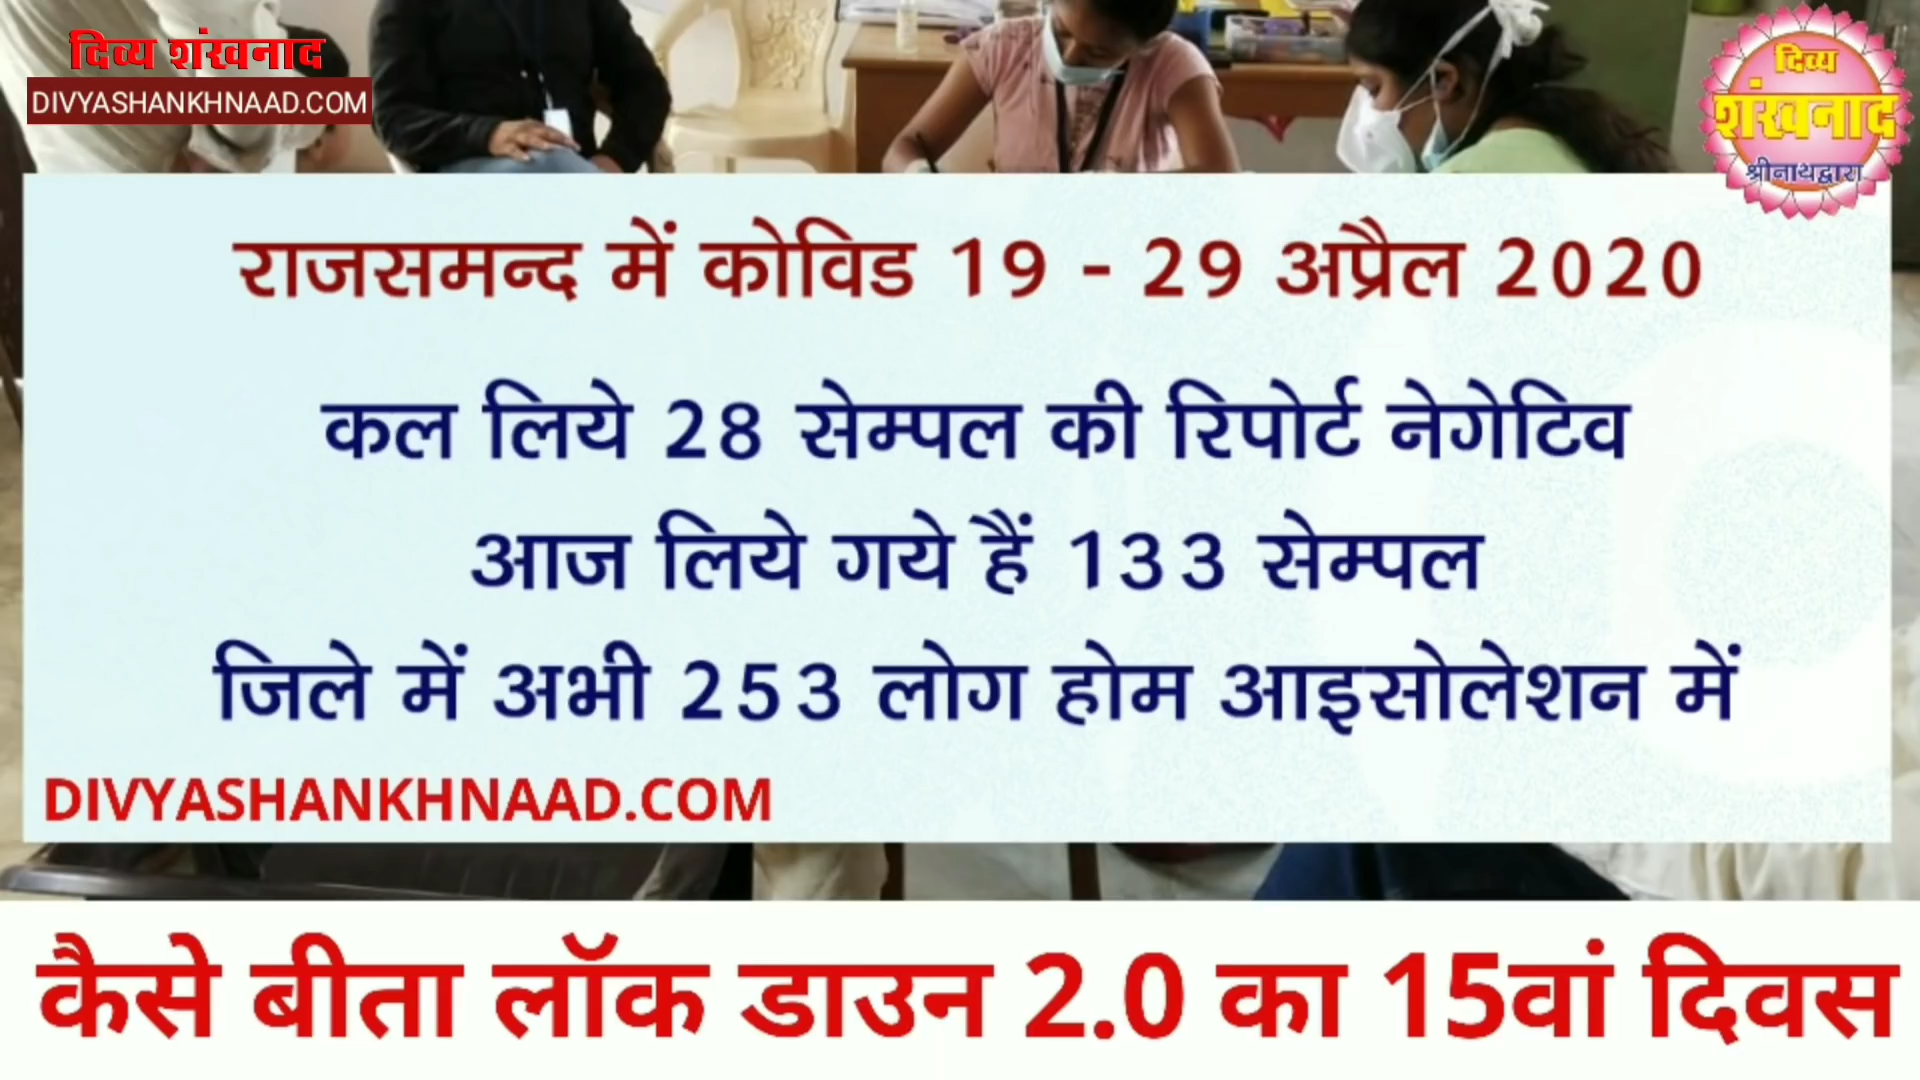 दिव्य शंखनाद
DIVYASHANKHNAAD.COM
दिव्य
शंखनाद
श्रीनाथद्वारा
राजसमन्द में कोविड 19 - 29 अप्रैल 2020
कल लिये 28 सेम्पल की रिपोर्ट नेगेटिव
आज लिये गये हैं 133 सेम्पल
जिले में अभी 253 लोग होम आइसोलेशन में
DIVYASHANKHNAAD.COM
कैसे बीता लॉक डाउन 2.0 का 15वां दिवस